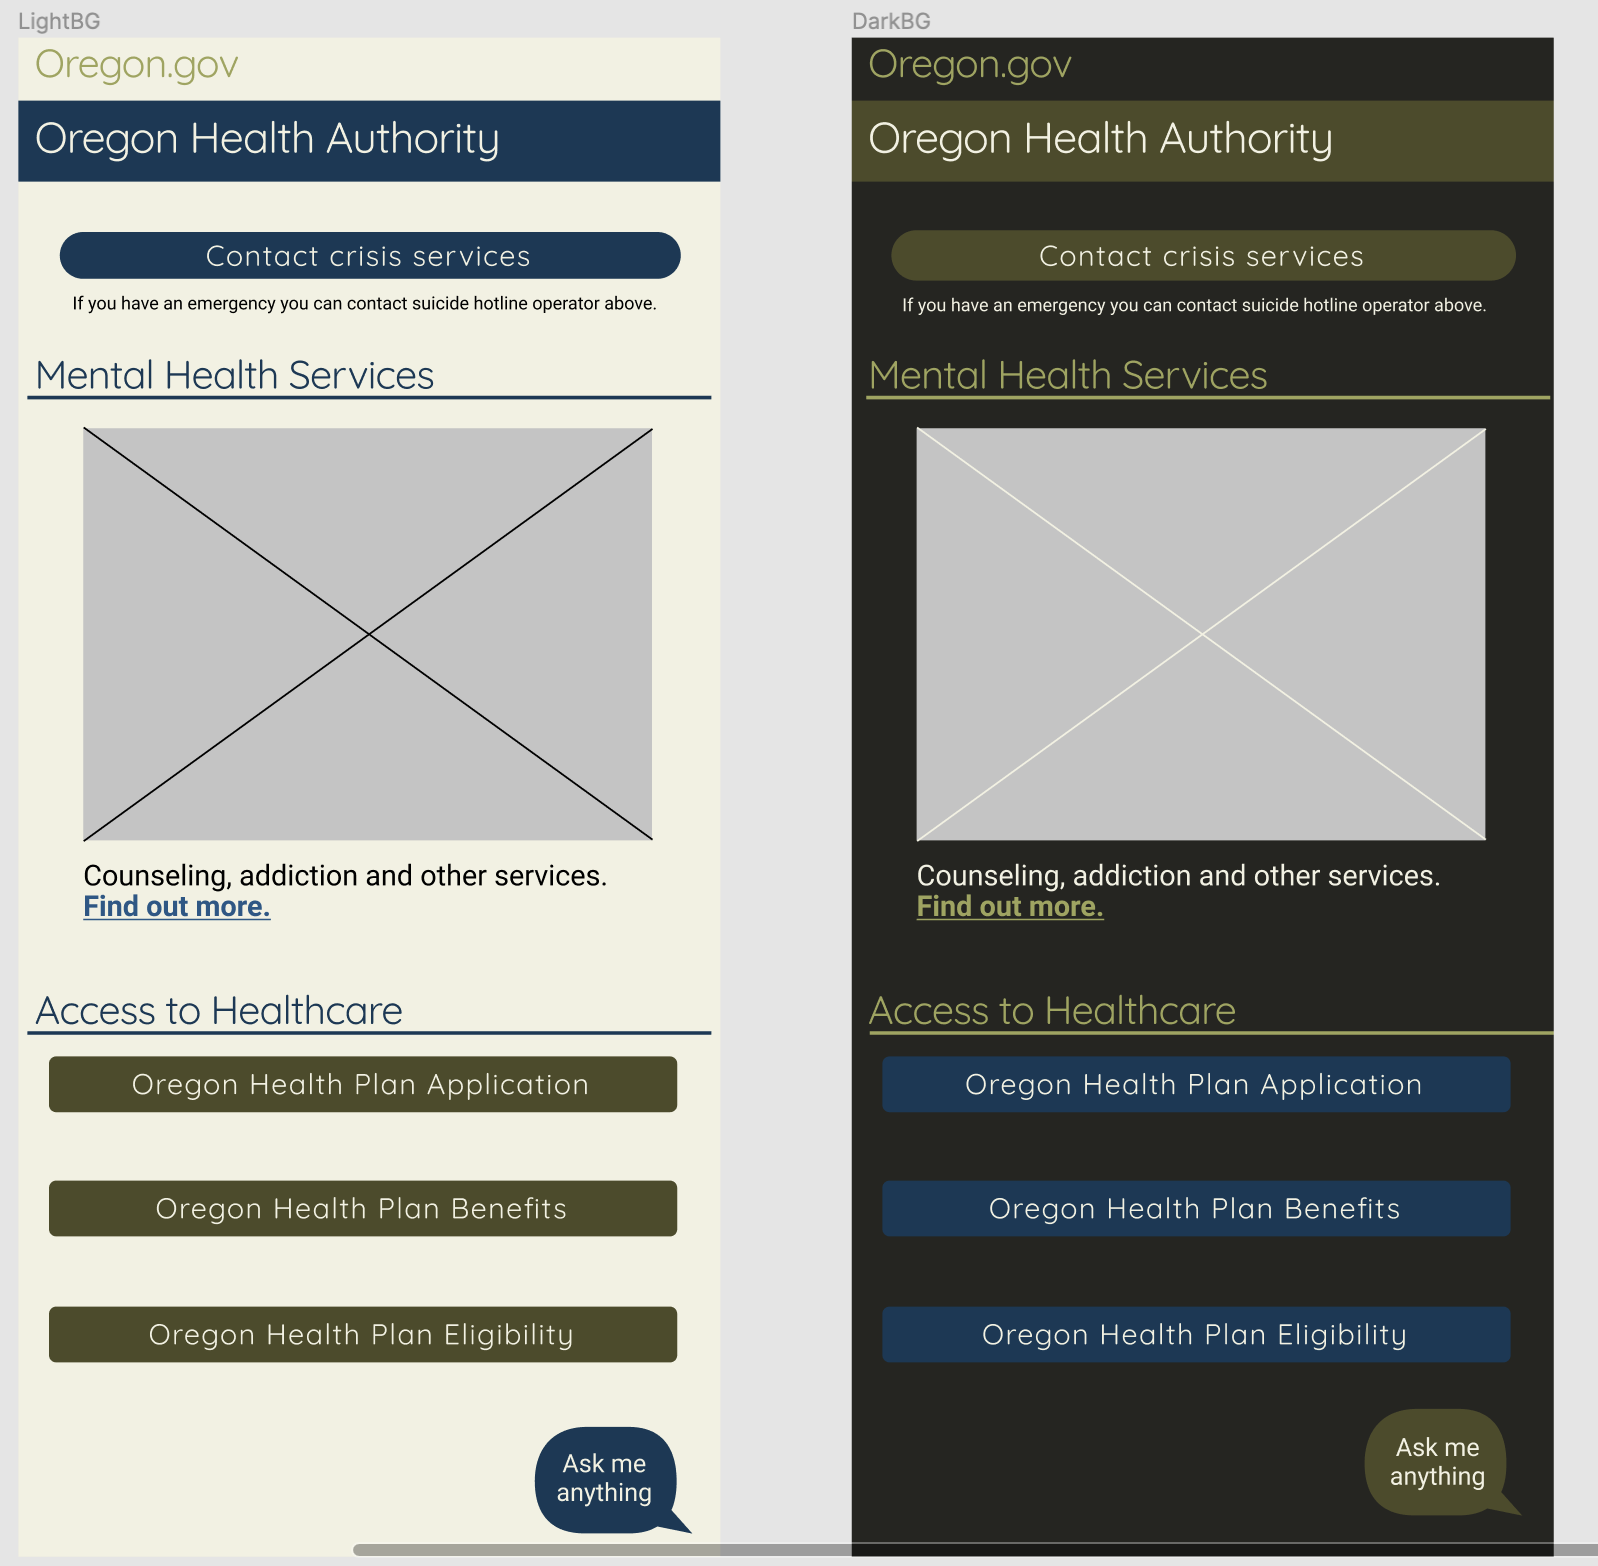 LightBG
Oregon.gov
Oregon Health Authority
Contact crisis services
If you have an emergency you can contact suicide hotline operator above.
Mental Health Services
Counseling, addiction and other services.
Find out more.
Access to Healthcare
Oregon Health Plan Application
Oregon Health Plan Benefits
Oregon Health Plan Eligibility
Ask me
anything
DarkBG
Oregon.gov
Oregon Health Authority
Contact crisis services
If you have an emergency you can contact suicide hotline operator above.
Mental Health Services
Counseling, addiction and other services.
Find out more.
Access to Healthcare
Oregon Health Plan Application
Oregon Health Plan Benefits
Oregon Health Plan Eligibility
Ask me
anything